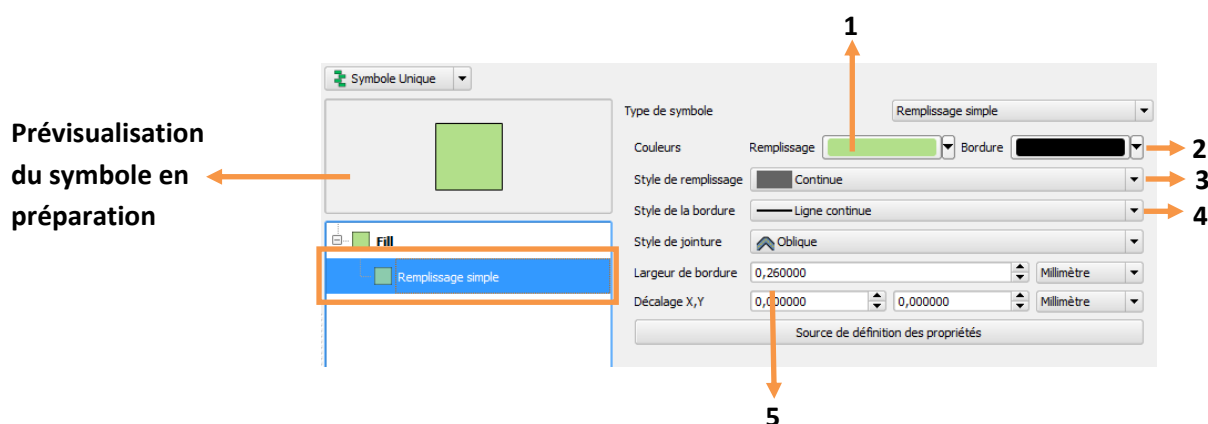 1
Symbole Unique
Type de symbole Remplissage simple
Prévisualisation
du symbole en
préparation
Couleurs Remplissage Bordure 2
Style de remplissage Continue 3
Style de la bordure Ligne continue 4
Fill
Style de jointure Oblique
Remplissage simple
Largeur de bordure 0,260000 Millimètre
Décalage X,Y 0,000000 0,000000 Millimètre
Source de définition des propriétés
5